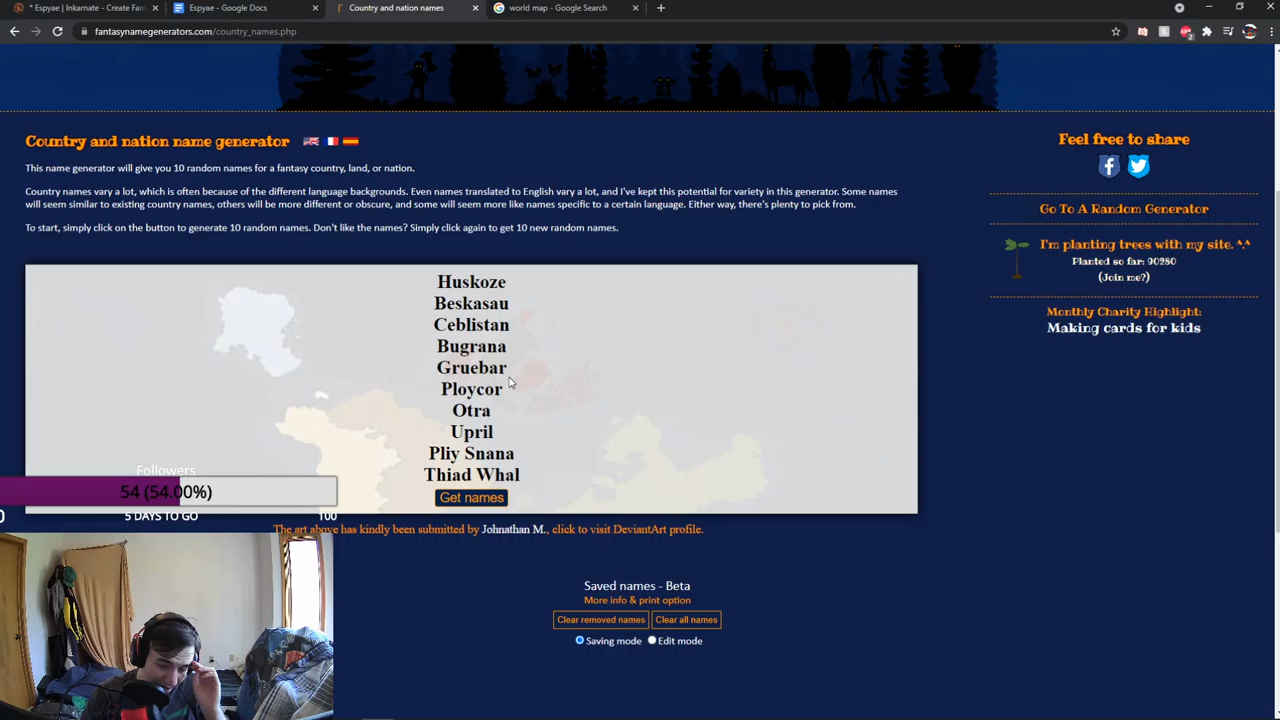 * Espyae | Inkamate - Create Fan
Espyae - Google Docs
Country and nation names
world map - Google Search
fantasynamegenerators.com/country_names.php
Country and nation name generator
This name generator will give you 10 random names for a fantasy country, land, or nation.
Country names vary a lot, which is often because of the different language backgrounds. Even names translated to English vary a lot, and I've kept this potential for variety in this generator. Some names
will seem similar to existing country names, others will be more different or obscure, and some will seem more like names specific to a certain language. Either way, there's plenty to pick from.
To start, simply click on the button to generate 10 random names. Don't like the names? Simply click again to get 10 new random names.
Huskoze
Beskasau
Ceblistan
Bugrana
Gruebar
Ploycor
Otra
Upril
Pliy Snana
Thiad Whal
Get names
The art above has kindly been submitted by Johnathan M., click to visit DeviantArt profile.
Saved names - Beta
More info & print option
Clear removed names
Clear all names
Saving mode
Edit mode
Feel free to share
Go To A Random Generator
I'm planting trees with my site. ^.^
Planted so far: 90280
(Join me?)
Monthly Charity Highlight:
Making cards for kids
Followers
54 (54.00%)
0
5 DAYS TO GO
100